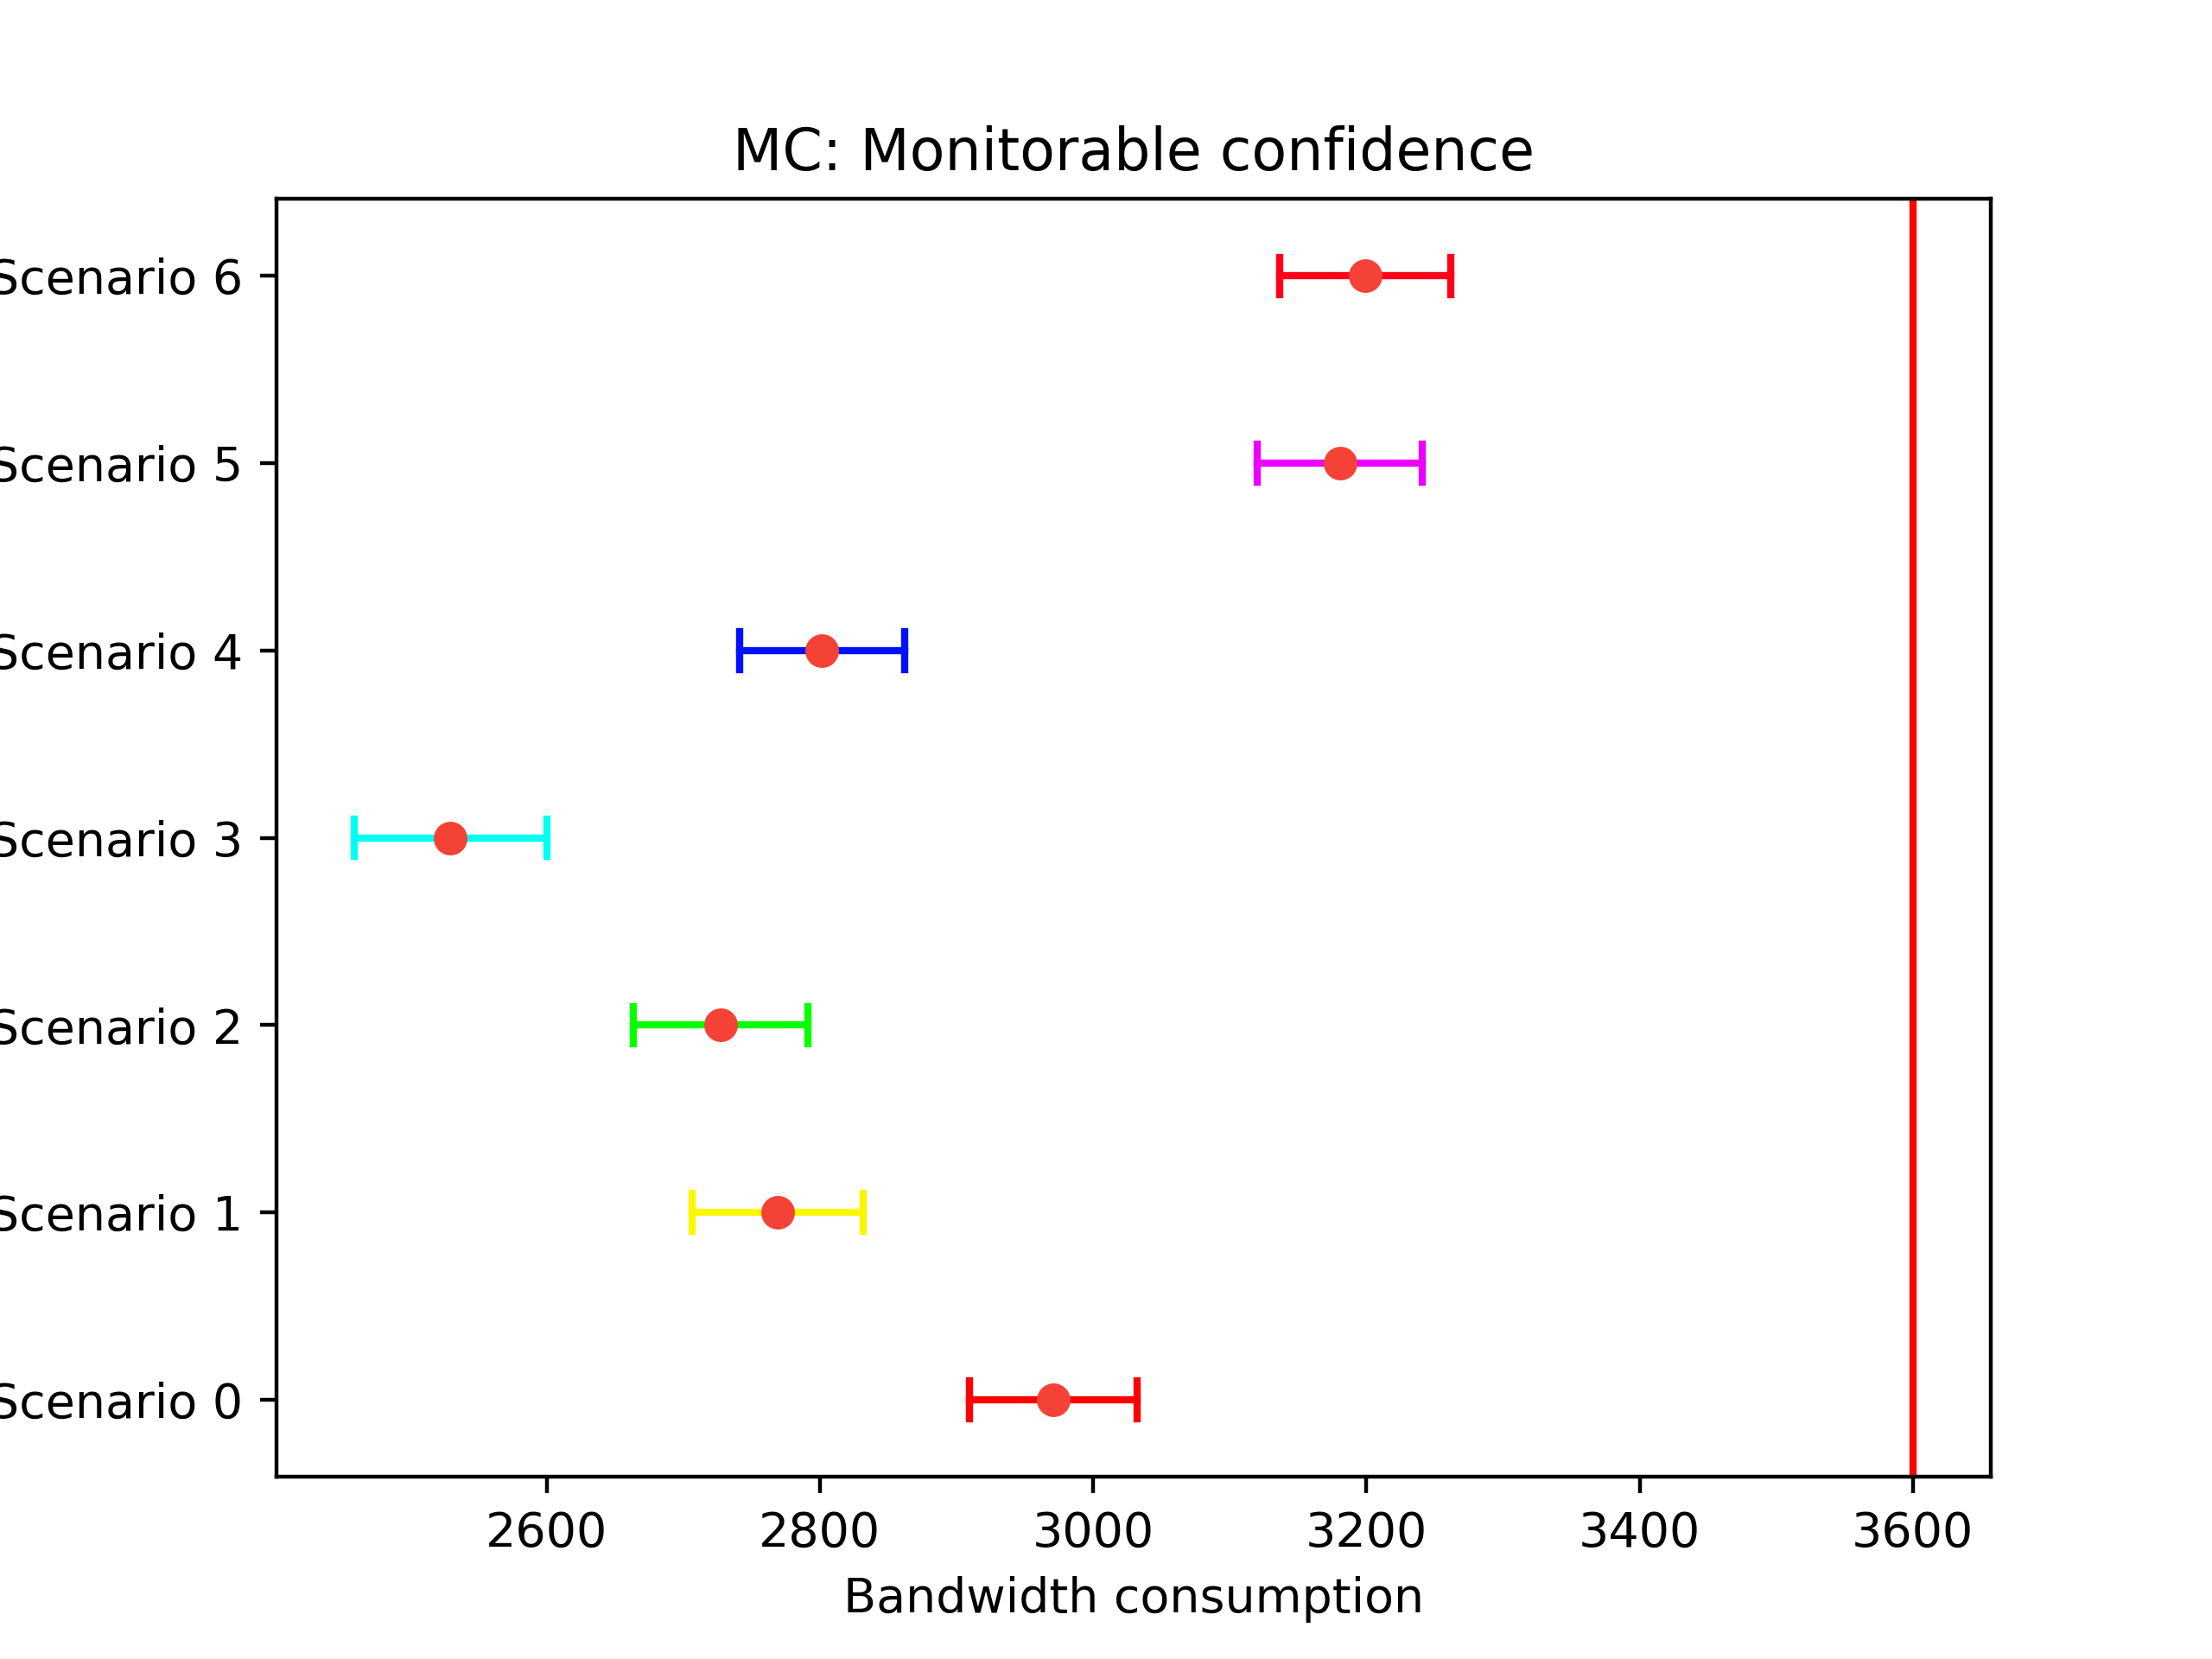 MC: Monitorable confidence
Scenario 6
Scenario 5
Scenario 4
Scenario 3
Scenario 2
Scenario 1
Scenario 0
2600 2800 3000 3200 3400 3600
Bandwidth consumption